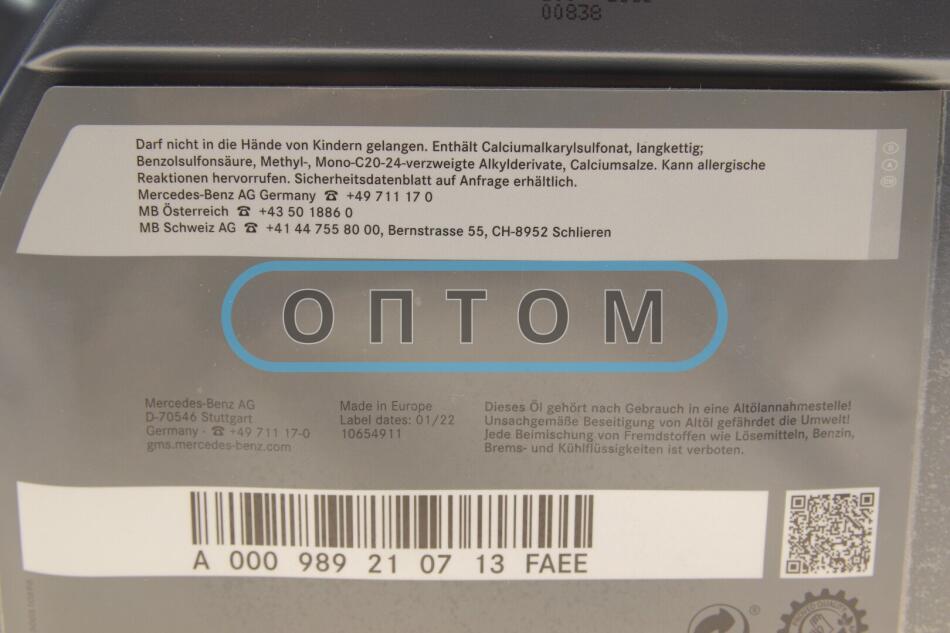 00838
Darf nicht in die Hände von Kindern gelangen. Enthält Calciumalkarylsulfonat, langkettig;
Benzolsulfonsäure, Methyl-, Mono-C20-24-verzweigte Alkylderivate, Calciumsalze. Kann allergische
Reaktionen hervorrufen. Sicherheitsdatenblatt auf Anfrage erhältlich.
Mercedes-Benz AG Germany ☎ +49 711 17 0
MB Österreich ☎ +43 50 1886 0
MB Schweiz AG ☎ +41 44 755 80 00, Bernstrasse 55, CH-8952 Schlieren
D
A
CH
ОПТОМ
Mercedes-Benz AG
D-70546 Stuttgart
Germany - ☎ +49 711 17-0
gms.mercedes-benz.com
Made in Europe
Label dates: 01/22
10654911
Dieses Öl gehört nach Gebrauch in eine Altölannahmestelle!
Unsachgemäße Beseitigung von Altöl gefährdet die Umwelt!
Jede Beimischung von Fremdstoffen wie Lösemitteln, Benzin,
Brems- und Kühlflüssigkeiten ist verboten.
A 000 989 21 07 13 FAEE
®